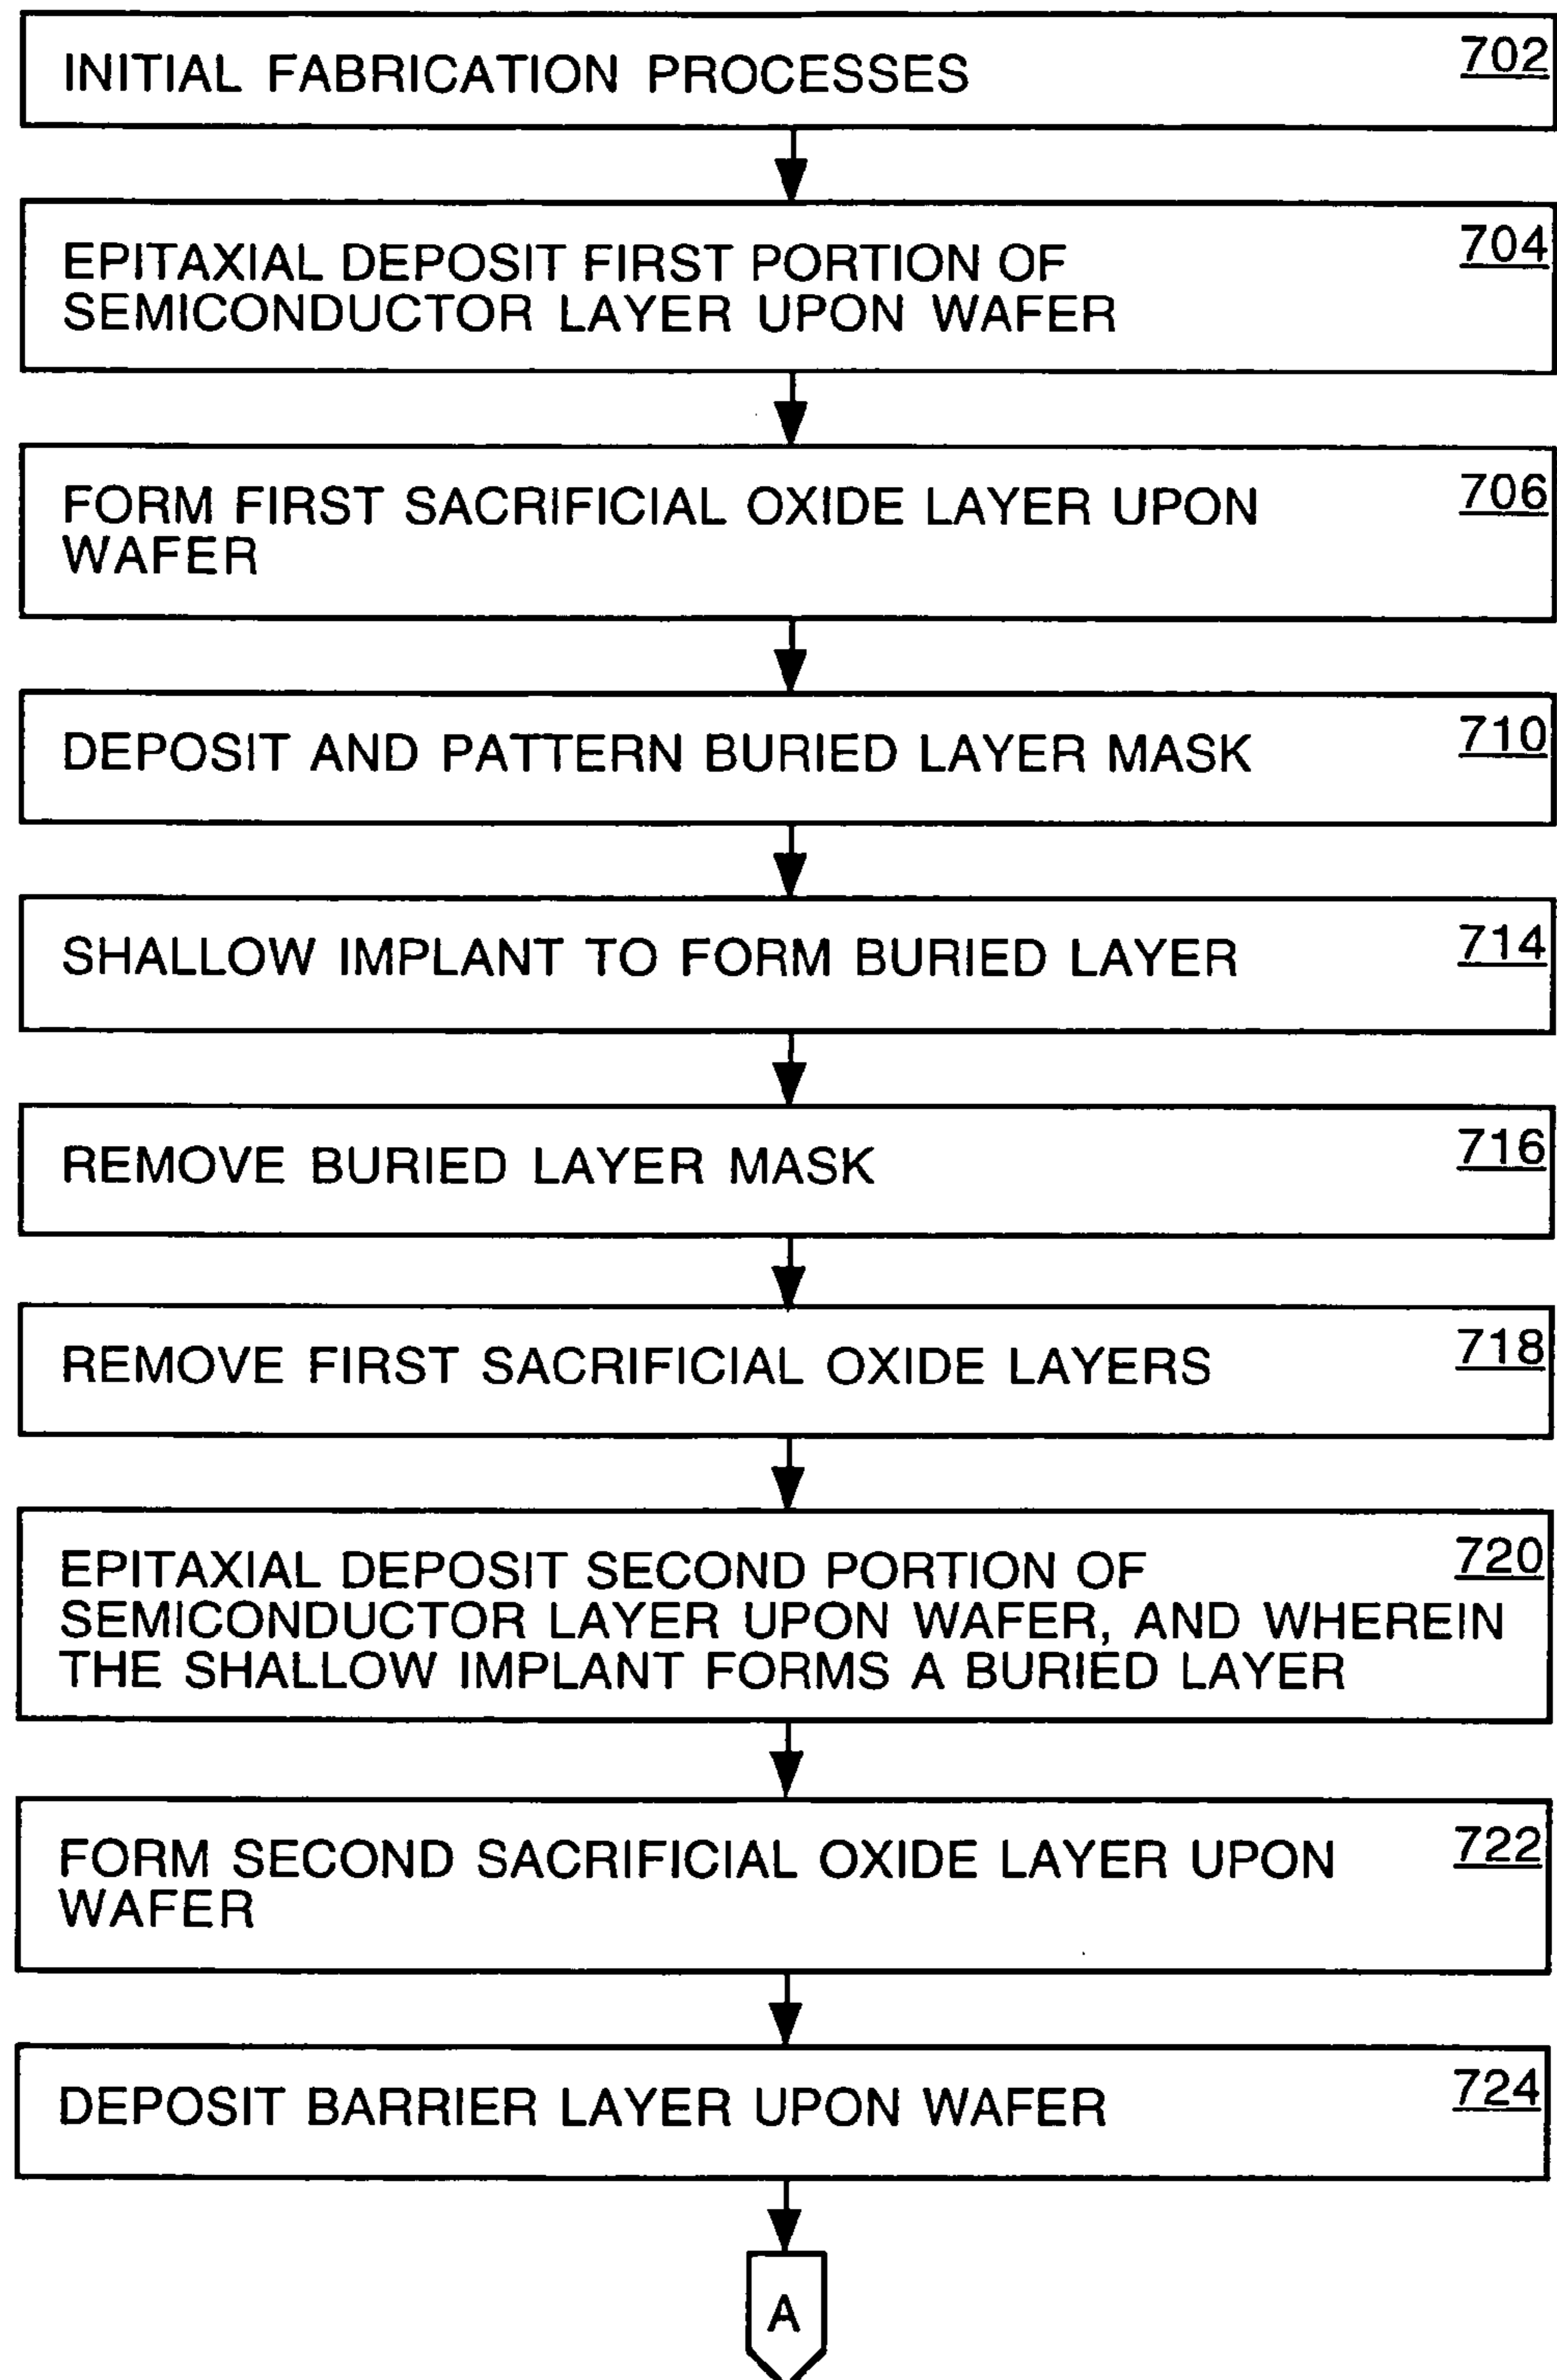 INITIAL FABRICATION PROCESSES 702
EPITAXIAL DEPOSIT FIRST PORTION OF 704
SEMICONDUCTOR LAYER UPON WAFER
FORM FIRST SACRIFICIAL OXIDE LAYER UPON 706
WAFER
DEPOSIT AND PATTERN BURIED LAYER MASK 710
SHALLOW IMPLANT TO FORM BURIED LAYER 714
REMOVE BURIED LAYER MASK 716
REMOVE FIRST SACRIFICIAL OXIDE LAYERS 718
EPITAXIAL DEPOSIT SECOND PORTION OF 720
SEMICONDUCTOR LAYER UPON WAFER, AND WHEREIN
THE SHALLOW IMPLANT FORMS A BURIED LAYER
FORM SECOND SACRIFICIAL OXIDE LAYER UPON 722
WAFER
DEPOSIT BARRIER LAYER UPON WAFER 724
A